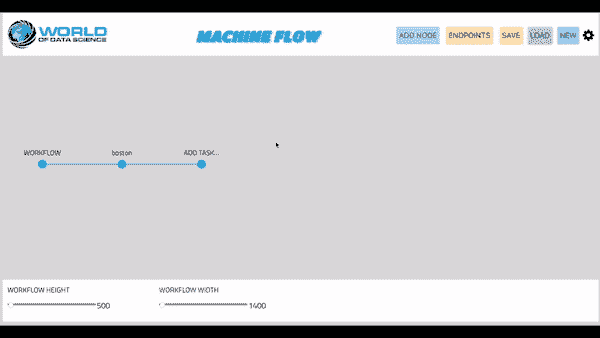 WORLD
OF DATA SCIENCE
MACHINE FLOW
ADD NODE
ENDPOINTS
SAVE
LOAD
NEW
WORKFLOW
boston
ADD TASK...
WORKFLOW HEIGHT
500
WORKFLOW WIDTH
1400